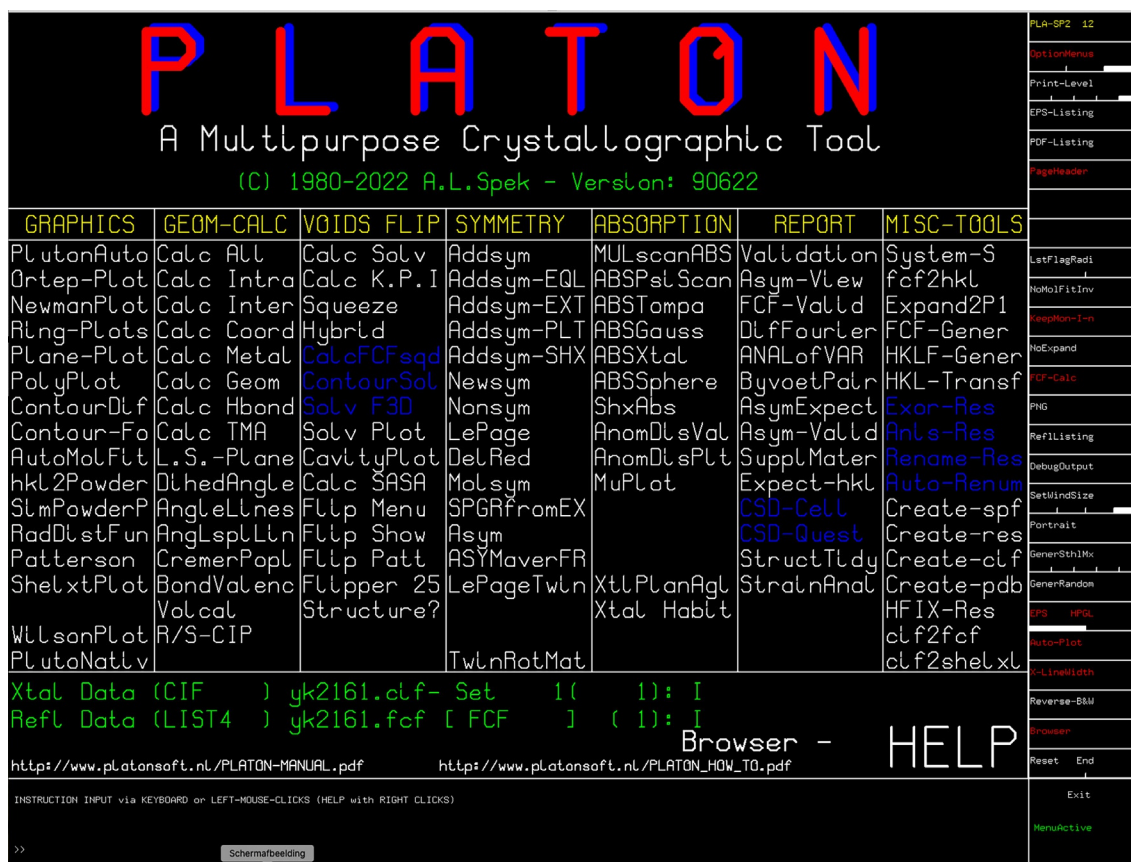 PLATON
A Multipurpose Crystallographic Tool
(C) 1980-2022 A.L.Spek - Version: 90622
GRAPHICS GEOM-CALC VOIDS FLIP SYMMETRY ABSORPTION REPORT MISC-TOOLS
PlutonAuto Calc All Calc Solv Addsym MULscanABS Validation System-S
Ortep-Plot Calc Intra Calc K.P.I Addsym-EQL ABSPsiScan Asym-View fcf2hkl
NewmanPlot Calc Inter Squeeze Addsym-EXT ABSTompa FCF-Valid Expand2P1
Ring-Plots Calc Coord Hybrid Addsym-PLT ABSGauss DifFourier FCF-Gener
Plane-Plot Calc Metal CalcFCFsqd Addsym-SHX ABSXtal ANALofVAR HKLF-Gener
PolyPlot Calc Geom ContourSol Newsym ABSSphere ByvoetPair HKL-Transf
ContourDif Calc Hbond Solv F3D Nonsym ShxAbs AsymExpect Exor-Res
Contour-Fo Calc TMA Solv Plot LePage AnomDisVal Asym-Valid Anls-Res
AutoMolFit L.S.-Plane CavityPlot DelRed AnomDisPlt SupplMater Rename-Res
hkl2Powder DihedAngle Calc SASA Molsym MuPlot Expect-hkl Auto-Renum
SimPowderP AngleLines Flip Menu SPGRfromEX CSD-Cell Create-spf
RadDistFun AngLsplLin Flip Show Asym CSD-Quest Create-res
Patterson CremerPopl Flip Patt ASYMaverFR StructTidy Create-cif
ShelxtPlot BondValenc Flipper 25 LePageTwin XtlPlanAgl StrainAnal Create-pdb
Volcal Structure? Xtal Habit HFIX-Res
WilsonPlot R/S-CIP cif2fcf
PlutoNativ TwinRotMat cif2shelxl
Xtal Data (CIF ) yk2161.cif- Set 1( 1): I
Refl Data (LIST4 ) yk2161.fcf [ FCF ] ( 1): I
Browser - HELP
http://www.platonsoft.nl/PLATON-MANUAL.pdf http://www.platonsoft.nl/PLATON_HOW_TO.pdf
INSTRUCTION INPUT via KEYBOARD or LEFT-MOUSE-CLICKS (HELP with RIGHT CLICKS)
>>
Schermafbeelding
PLA-SP2 12
OptionMenus
Print-Level
EPS-Listing
PDF-Listing
PageHeader
LstFlagRadi
NoMolFitInv
KeepMon-I-n
NoExpand
FCF-Calc
PNG
ReflListing
DebugOutput
SetWindSize
Portrait
GenerSthlMx
GenerRandom
EPS HPGL
Auto-Plot
X-LineWidth
Reverse-B&W
Browser
Reset End
Exit
MenuActive